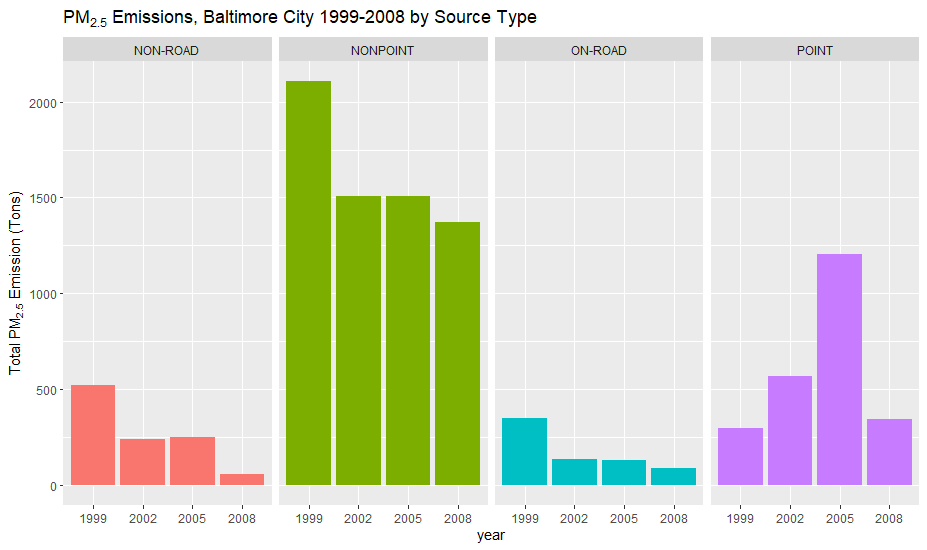 PM2.5 Emissions, Baltimore City 1999-2008 by Source Type
NON-ROAD NONPOINT ON-ROAD POINT
Total PM2.5 Emission (Tons)
2000
1500
1000
500
0
1999 2002 2005 2008 1999 2002 2005 2008 1999 2002 2005 2008 1999 2002 2005 2008
year